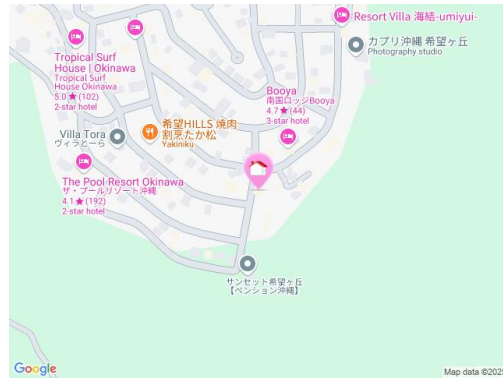 Resort Villa 海結-umiyui-
カプリ沖縄 希望ヶ丘
Photography studio
Tropical Surf
House | Okinawa
Tropical Surf
House Okinawa
5.0 ★ (102)
2-star hotel
Booya
南国ロッジBooya
4.7 ★ (44)
3-star hotel
希望HILLS 焼肉
割烹たか松
Yakiniku
Villa Tora
ヴィラとーら
The Pool Resort Okinawa
ザ・プールリゾート沖縄
4.1 ★ (192)
2-star hotel
サンセット希望ヶ丘
【ペンション沖縄】
Google
Map data ©2025